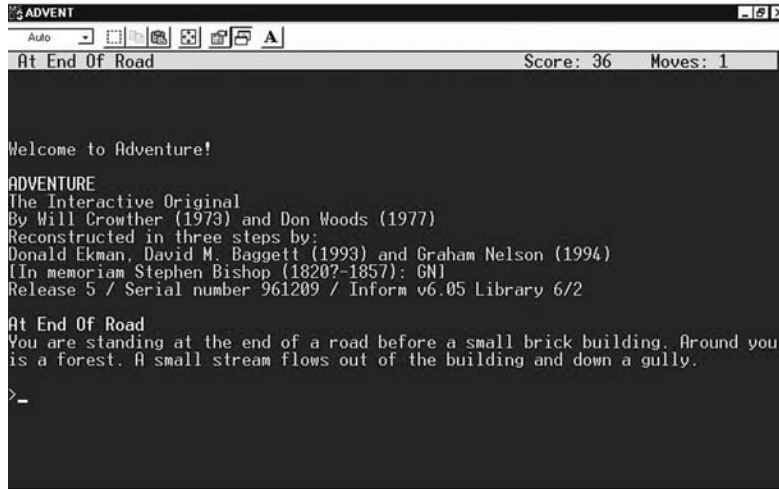 ADVENT
Auto
A
At End Of Road Score: 36 Moves: 1
Welcome to Adventure!
ADVENTURE
The Interactive Original
By Will Crowther (1973) and Don Woods (1977)
Reconstructed in three steps by:
Donald Ekman, David M. Baggett (1993) and Graham Nelson (1994)
[In memoriam Stephen Bishop (1820?-1857): GN]
Release 5 / Serial number 961209 / Inform v6.05 Library 6/2
At End Of Road
You are standing at the end of a road before a small brick building. Around you
is a forest. A small stream flows out of the building and down a gully.
>_